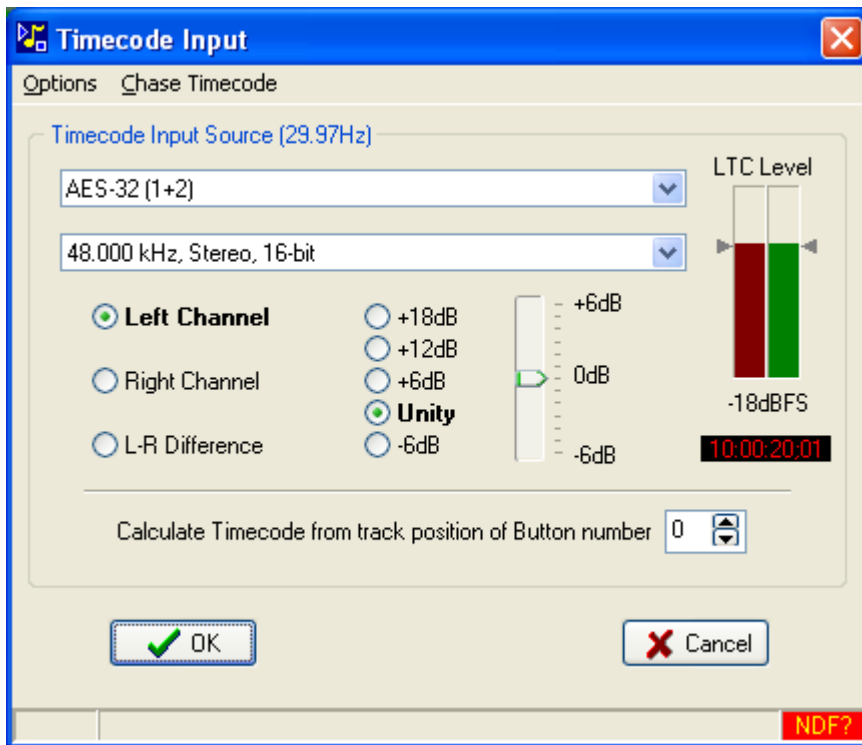 Timecode Input
Options Chase Timecode
Timecode Input Source (29.97Hz)
AES-32 (1+2)
48.000 kHz, Stereo, 16-bit
LTC Level
Left Channel
Right Channel
L-R Difference
+18dB
+12dB
+6dB
Unity
-6dB
+6dB
0dB
-6dB
-18dBFS
10:00:20;01
Calculate Timecode from track position of Button number 0
OK
Cancel
NDF?